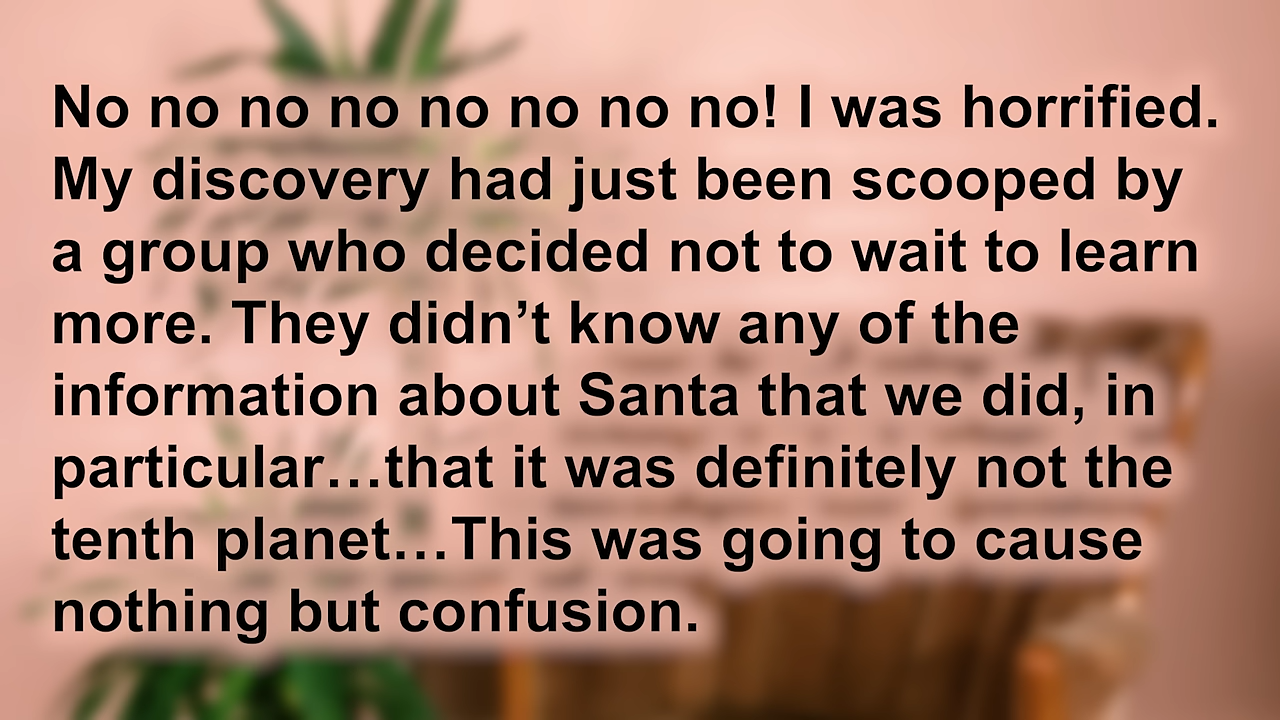 No no no no no no no no! I was horrified.
My discovery had just been scooped by
a group who decided not to wait to learn
more. They didn’t know any of the
information about Santa that we did, in
particular…that it was definitely not the
tenth planet…This was going to cause
nothing but confusion.